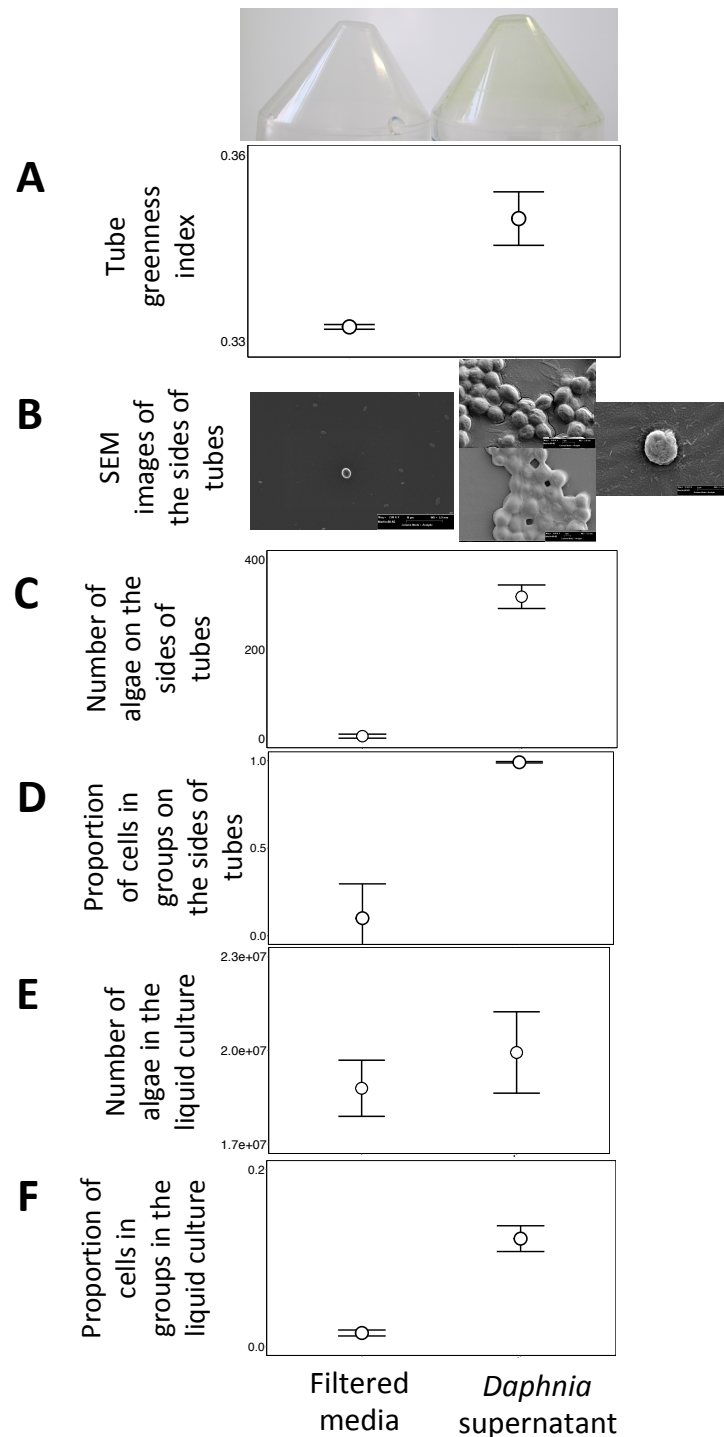 A
Tube
greenness
index
0.36
0.33
B
SEM
images of
the sides of
tubes
C
Number of
algae on the
sides of
tubes
400
200
0
D
Proportion
of cells in
groups on
the sides of
tubes
1.0
0.5
0.0
E
Number of
algae in the
liquid culture
2.3e+07
2.0e+07
1.7e+07
F
Proportion of
cells in
groups in the
liquid culture
0.2
0.0
Filtered
media
Daphnia
supernatant